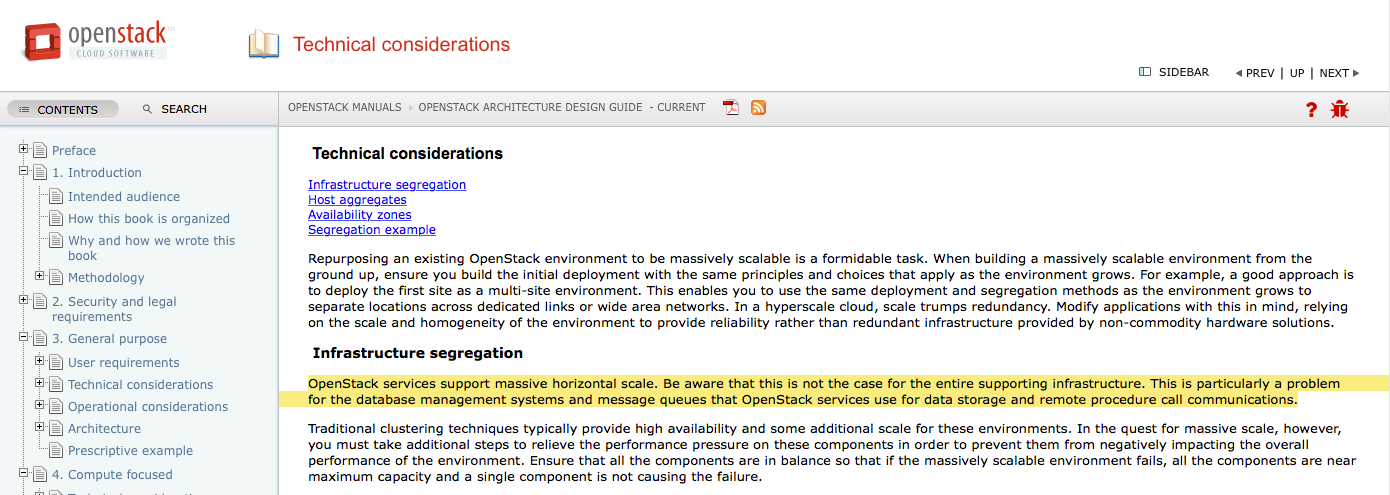 openstack™
CLOUD SOFTWARE
Technical considerations
SIDEBAR
PREV | UP | NEXT
CONTENTS
SEARCH
OPENSTACK MANUALS
OPENSTACK ARCHITECTURE DESIGN GUIDE - CURRENT
?
Preface
1. Introduction
Intended audience
How this book is organized
Why and how we wrote this
book
Methodology
2. Security and legal
requirements
3. General purpose
User requirements
Technical considerations
Operational considerations
Architecture
Prescriptive example
4. Compute focused
Technical considerations
Infrastructure segregation
Host aggregates
Availability zones
Segregation example
Repurposing an existing OpenStack environment to be massively scalable is a formidable task. When building a massively scalable environment from the
ground up, ensure you build the initial deployment with the same principles and choices that apply as the environment grows. For example, a good approach is
to deploy the first site as a multi-site environment. This enables you to use the same deployment and segregation methods as the environment grows to
separate locations across dedicated links or wide area networks. In a hyperscale cloud, scale trumps redundancy. Modify applications with this in mind, relying
on the scale and homogeneity of the environment to provide reliability rather than redundant infrastructure provided by non-commodity hardware solutions.
Infrastructure segregation
OpenStack services support massive horizontal scale. Be aware that this is not the case for the entire supporting infrastructure. This is particularly a problem
for the database management systems and message queues that OpenStack services use for data storage and remote procedure call communications.
Traditional clustering techniques typically provide high availability and some additional scale for these environments. In the quest for massive scale, however,
you must take additional steps to relieve the performance pressure on these components in order to prevent them from negatively impacting the overall
performance of the environment. Ensure that all the components are in balance so that if the massively scalable environment fails, all the components are near
maximum capacity and a single component is not causing the failure.